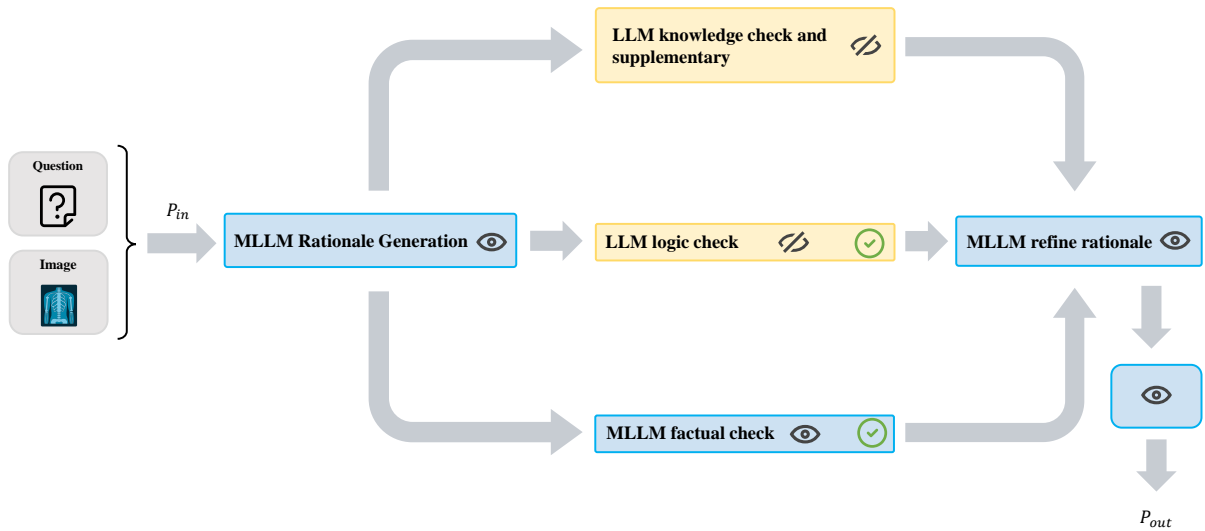 LLM knowledge check and
supplementary
Question
?
P_in
MLLM Rationale Generation
LLM logic check
MLLM refine rationale
Image
MLLM factual check
P_out